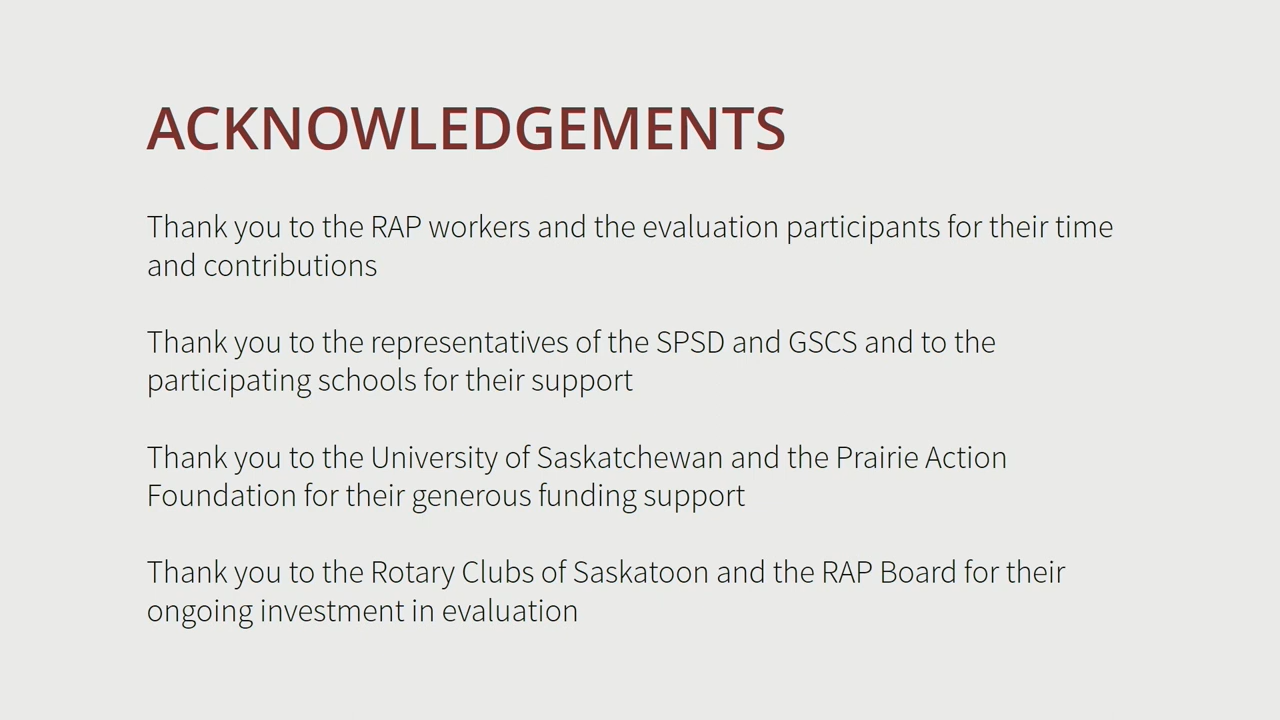 ACKNOWLEDGEMENTS
Thank you to the RAP workers and the evaluation participants for their time
and contributions
Thank you to the representatives of the SPSD and GSCS and to the
participating schools for their support
Thank you to the University of Saskatchewan and the Prairie Action
Foundation for their generous funding support
Thank you to the Rotary Clubs of Saskatoon and the RAP Board for their
ongoing investment in evaluation